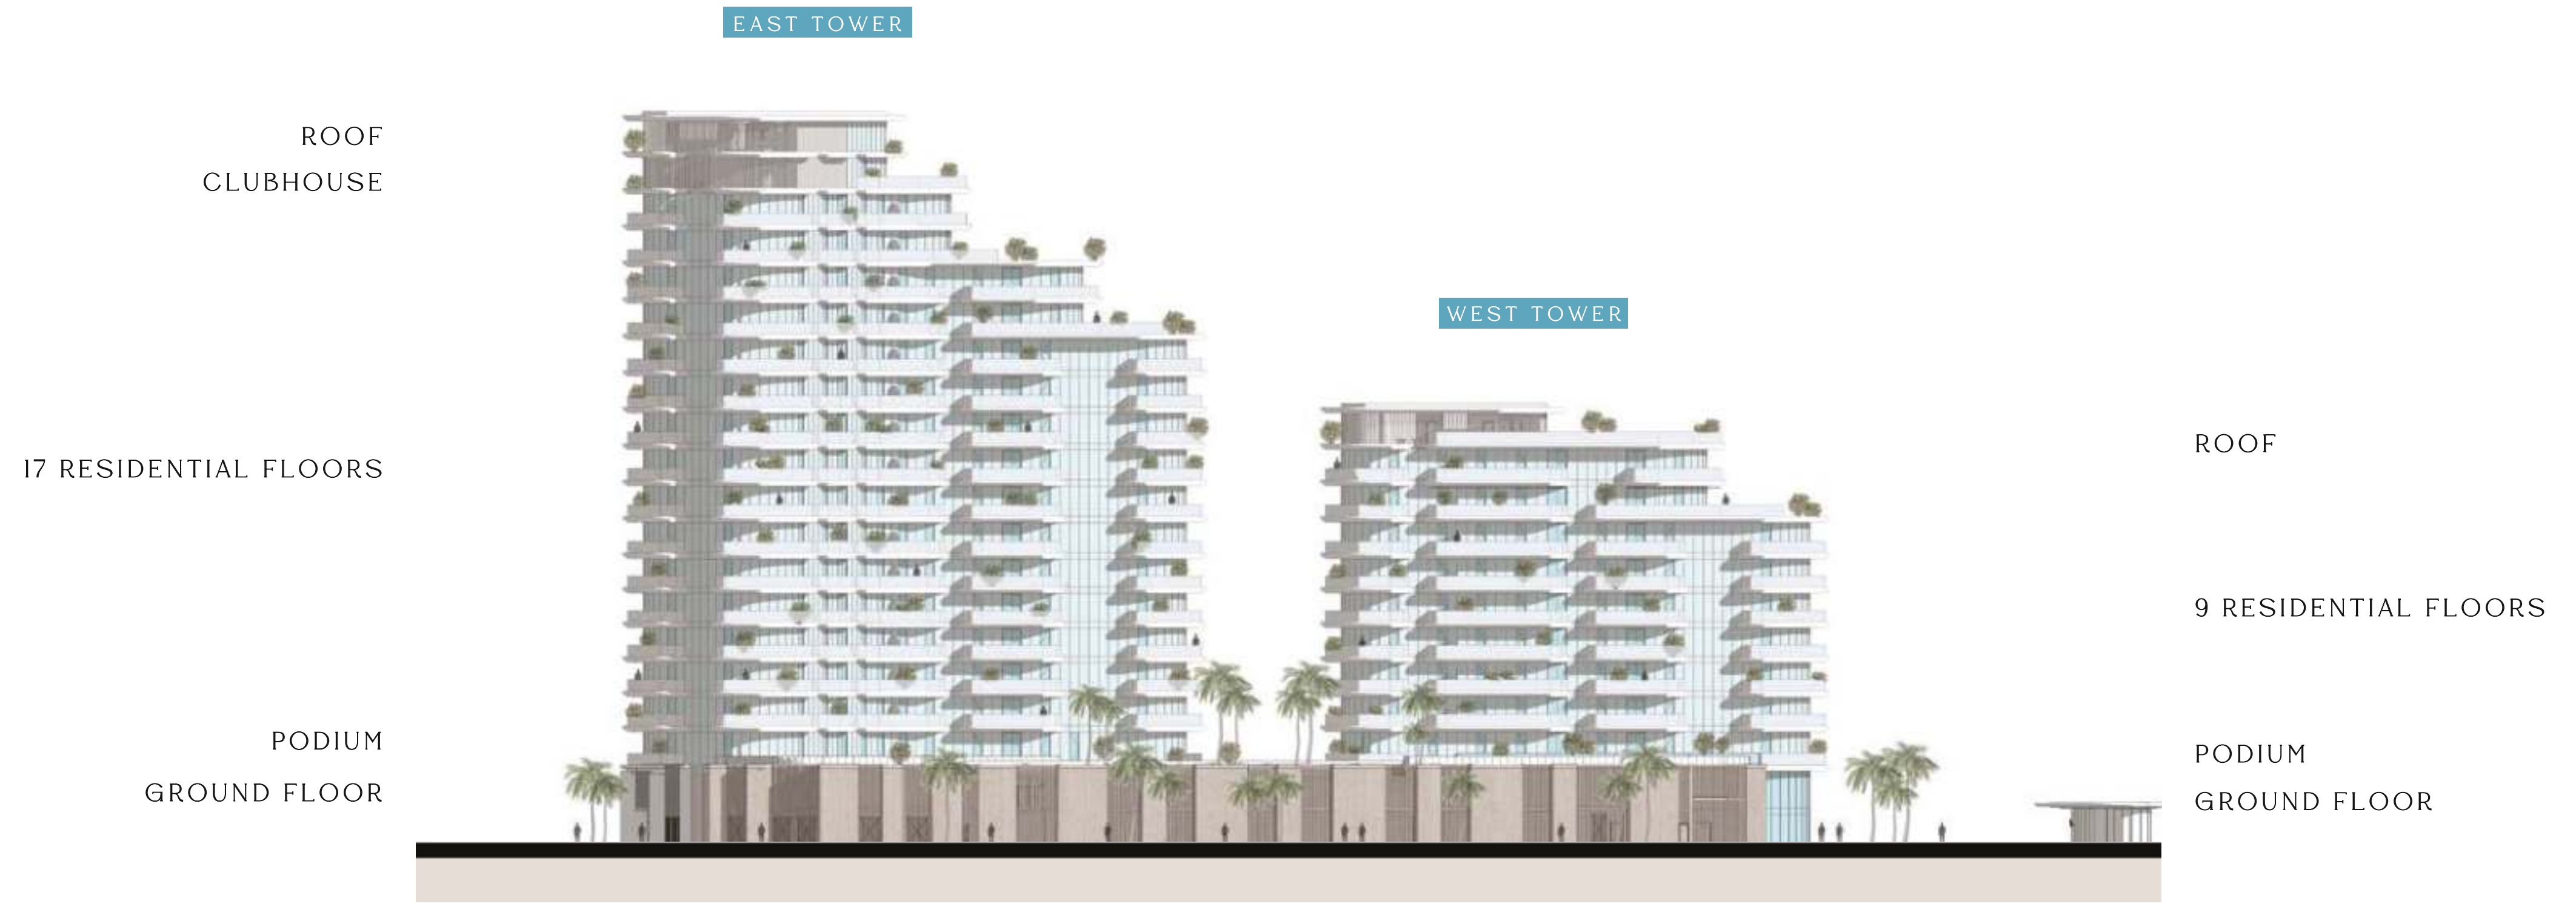 EAST TOWER
ROOF
CLUBHOUSE
17 RESIDENTIAL FLOORS
PODIUM
GROUND FLOOR
WEST TOWER
ROOF
9 RESIDENTIAL FLOORS
PODIUM
GROUND FLOOR